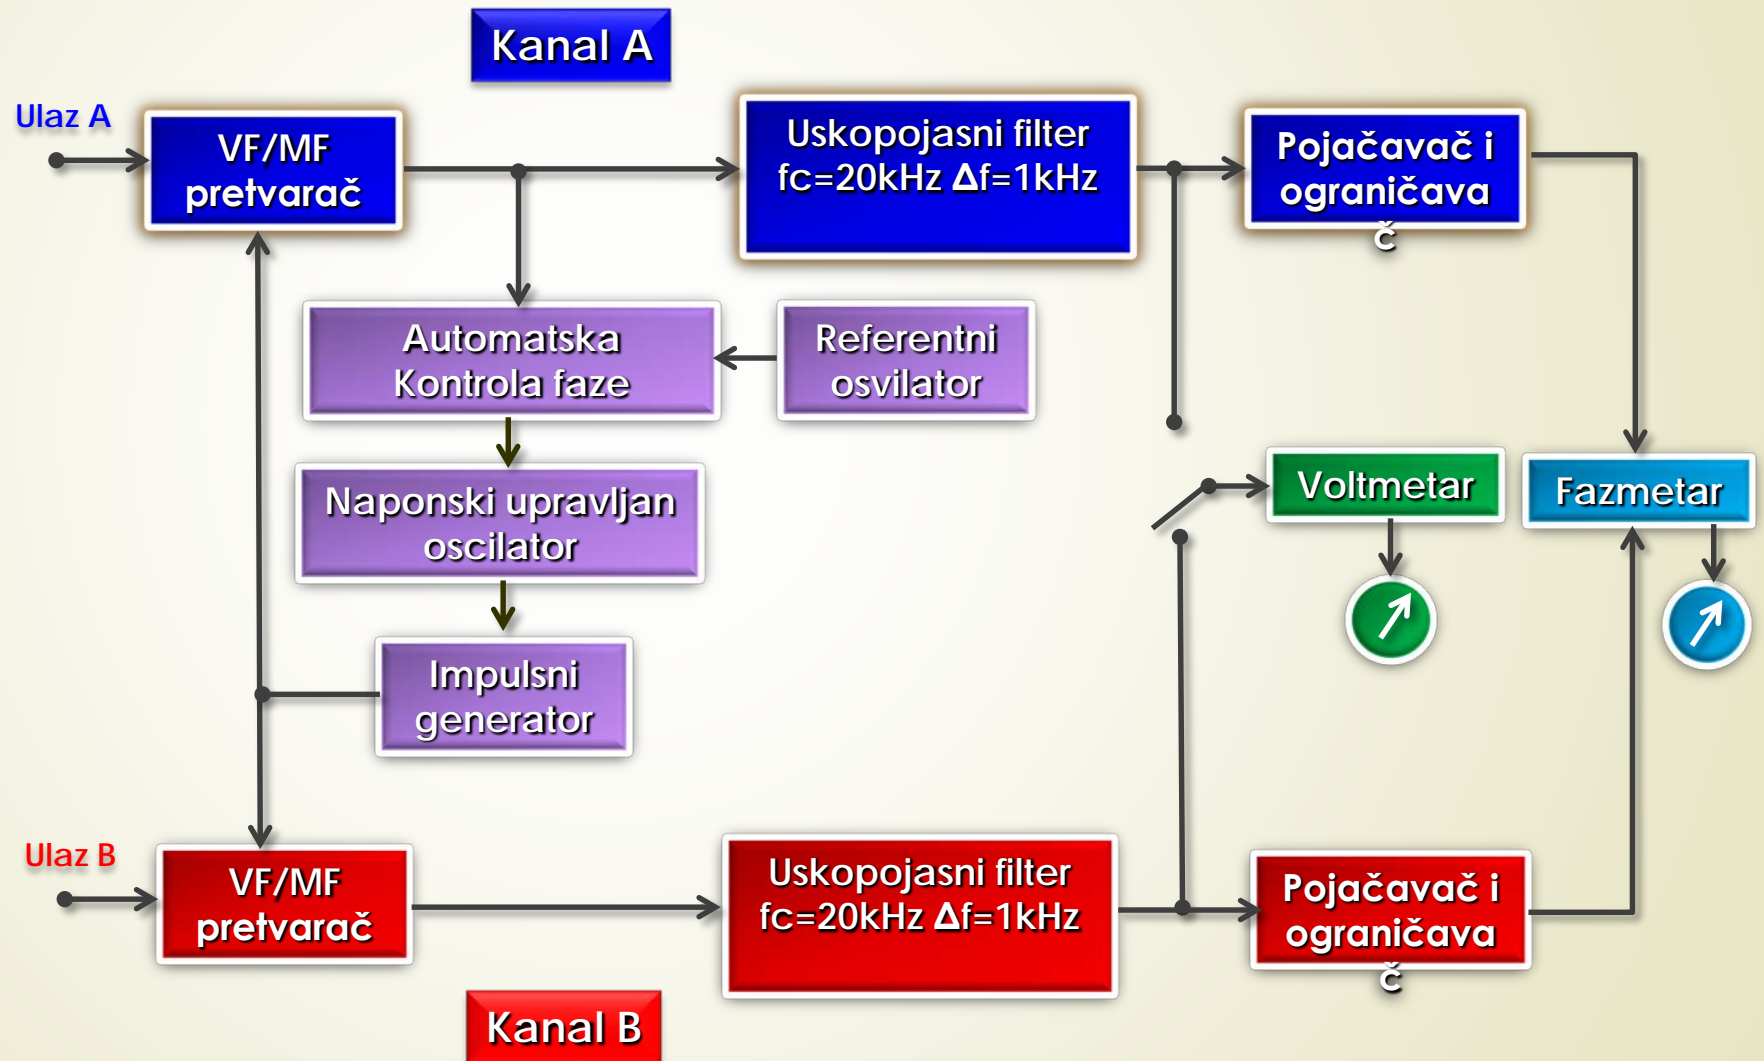 Kanal A
Ulaz A
VF/MF
pretvarač
Uskopojasni filter
fc=20kHz Δf=1kHz
Pojačavač i
ograničava
č
Automatska
Kontrola faze
Referentni
osvilator
Naponski upravljan
oscilator
Voltmetar
Fazmetar
Impulsni
generator
Ulaz B
VF/MF
pretvarač
Uskopojasni filter
fc=20kHz Δf=1kHz
Pojačavač i
ograničava
č
Kanal B